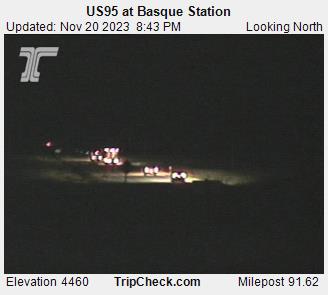 US95 at Basque Station
Updated: Nov 20 2023 8:43 PM Looking North
Elevation 4460 TripCheck.com Milepost 91.62